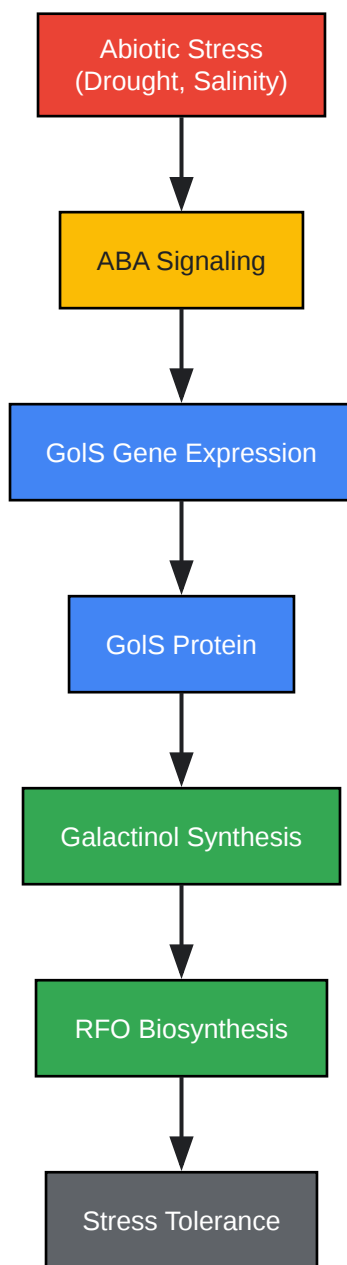 Abiotic Stress
(Drought, Salinity)
ABA Signaling
GolS Gene Expression
GolS Protein
Galactinol Synthesis
RFO Biosynthesis
Stress Tolerance